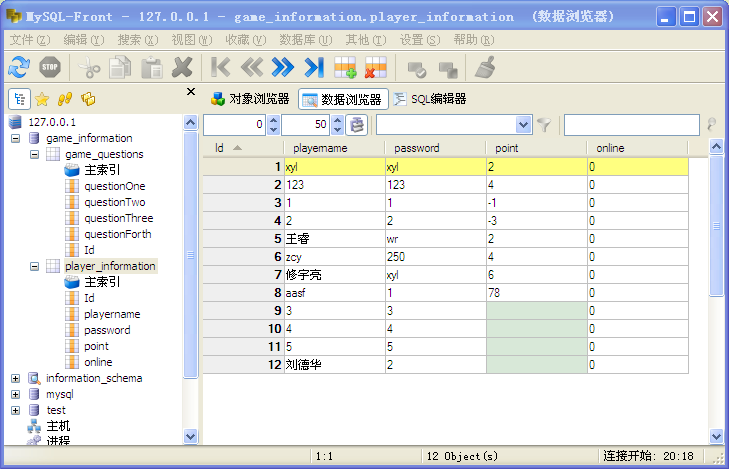 MySQL-Front - 127.0.0.1 - game_information.player_information (数据浏览器)
文件(Z) 编辑(Y) 搜索(X) 视图(W) 收藏(V) 数据库(U) 其他(T) 设置(S) 帮助(R)
STOP
对象浏览器 数据浏览器 SQL编辑器
127.0.0.1
game_information
game_questions
主索引
questionOne
questionTwo
questionThree
questionForth
Id
player_information
主索引
Id
playername
password
point
online
information_schema
mysql
test
主机
进程
0 50
Id playername password point online
1 xyl xyl 2 0
2 123 123 4 0
3 1 1 -1 0
4 2 2 -3 0
5 王睿 wr 2 0
6 zcy 250 4 0
7 修宇亮 xyl 6 0
8 aasf 1 78 0
9 3 3 0
10 4 4 0
11 5 5 0
12 刘德华 2 0
1:1 12 Object(s) 连接开始: 20:18